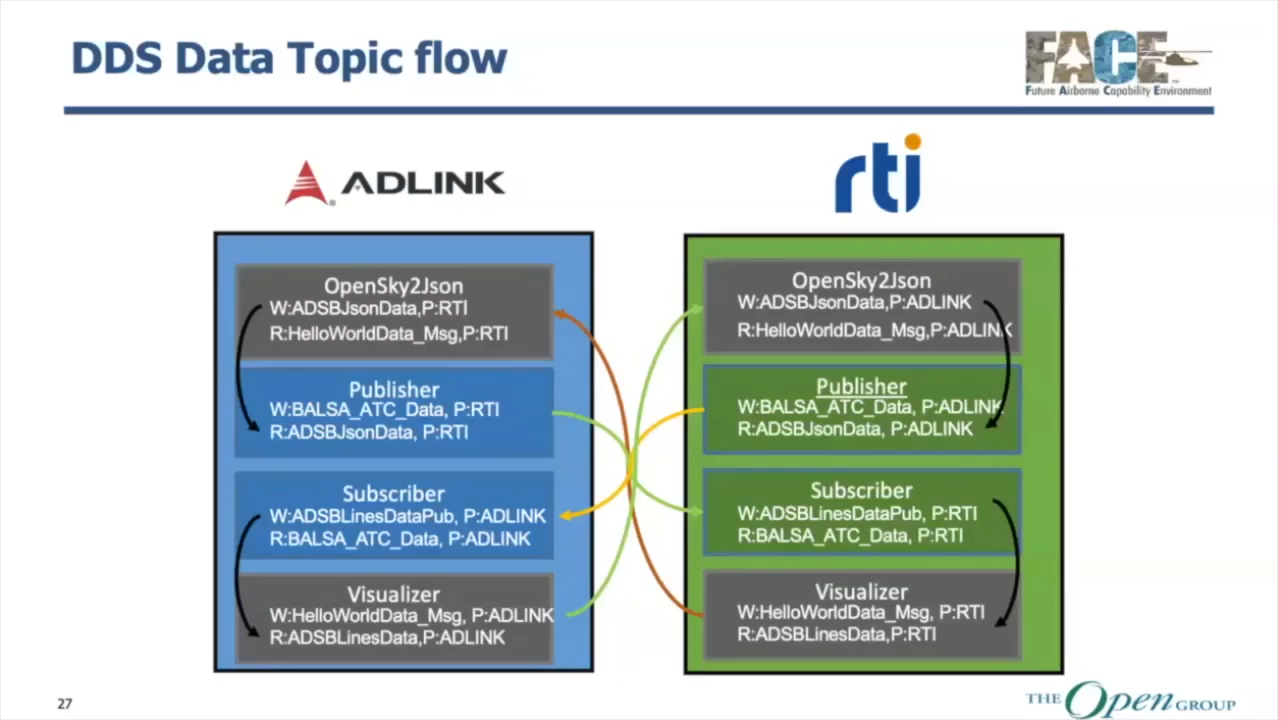 DDS Data Topic flow
FACE
Future Airborne Capability Environment
ADLINK
rti
OpenSky2Json
W:ADSBJsonData,P:RTI
R:HelloWorldData_Msg,P:RTI
Publisher
W:BALSA_ATC_Data, P:RTI
R:ADSBJsonData, P:RTI
Subscriber
W:ADSBLinesDataPub, P:ADLINK
R:BALSA_ATC_Data, P:ADLINK
Visualizer
W:HelloWorldData_Msg, P:ADLINK
R:ADSBLinesData,P:ADLINK
OpenSky2Json
W:ADSBJsonData,P:ADLINK
R:HelloWorldData_Msg,P:ADLINK
Publisher
W:BALSA_ATC_Data, P:ADLINK
R:ADSBJsonData, P:ADLINK
Subscriber
W:ADSBLinesDataPub, P:RTI
R:BALSA_ATC_Data, P:RTI
Visualizer
W:HelloWorldData_Msg, P:RTI
R:ADSBLinesData,P:RTI
27
THE Open GROUP